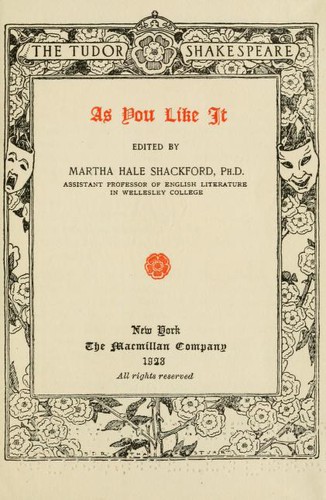 THE TUDOR SHAKESPEARE
As You Like It
EDITED BY
MARTHA HALE SHACKFORD, PH.D.
ASSISTANT PROFESSOR OF ENGLISH LITERATURE
IN WELLESLEY COLLEGE
New York
The Macmillan Company
1923
All rights reserved